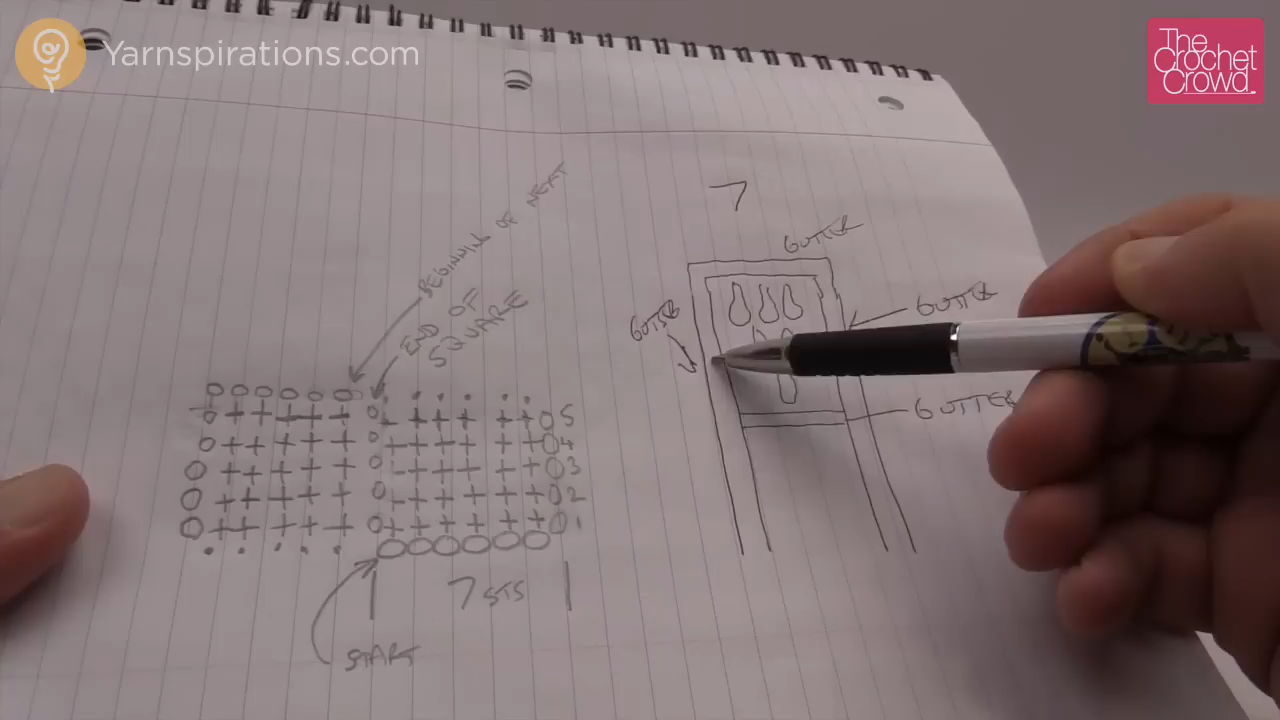 Yarnspirations.com
The
Crochet
Crowd
7
GUTTER
GUTTER
GUTTER
GUTTER
BEGINNING OF NEXT
END OF
SQUARE
5
4
3
2
1
7 STS
START